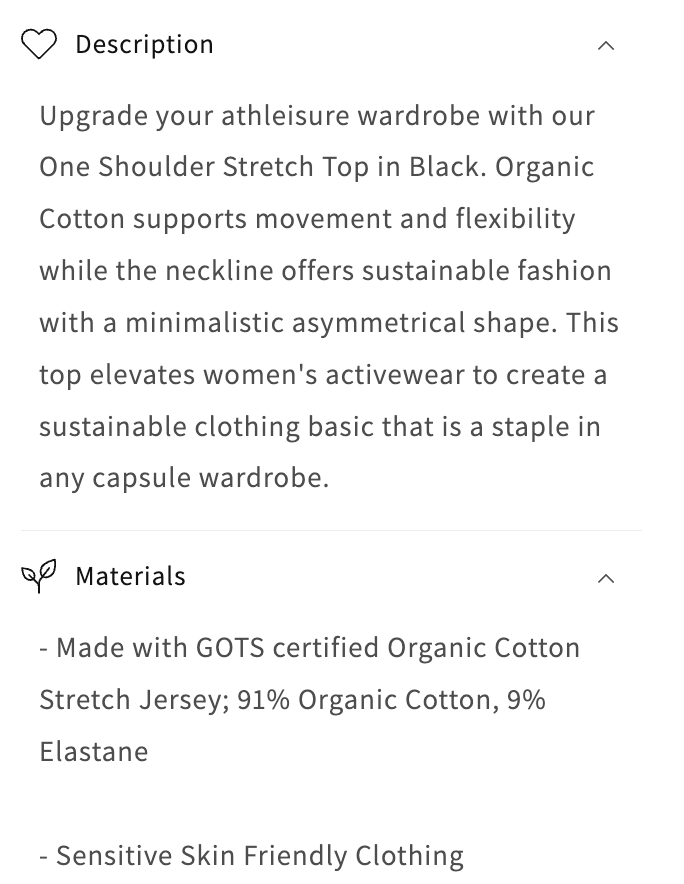 Description
Upgrade your athleisure wardrobe with our
One Shoulder Stretch Top in Black. Organic
Cotton supports movement and flexibility
while the neckline offers sustainable fashion
with a minimalistic asymmetrical shape. This
top elevates women's activewear to create a
sustainable clothing basic that is a staple in
any capsule wardrobe.
Materials
- Made with GOTS certified Organic Cotton
Stretch Jersey; 91% Organic Cotton, 9%
Elastane
- Sensitive Skin Friendly Clothing